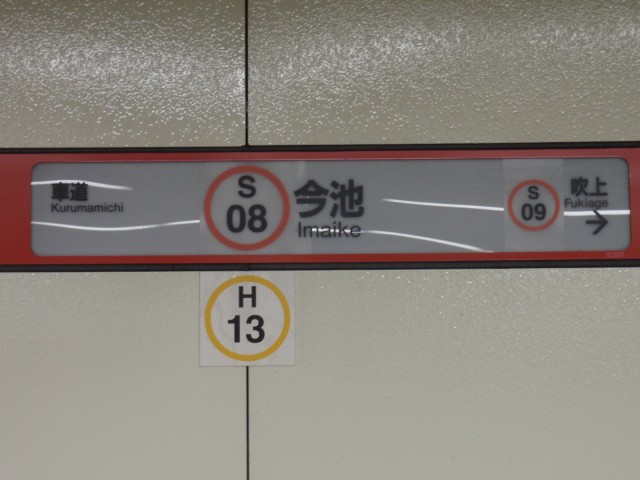 車道
Kurumamichi
S
08
今池
Imaike
S
09
吹上
Fukiage
→
H
13